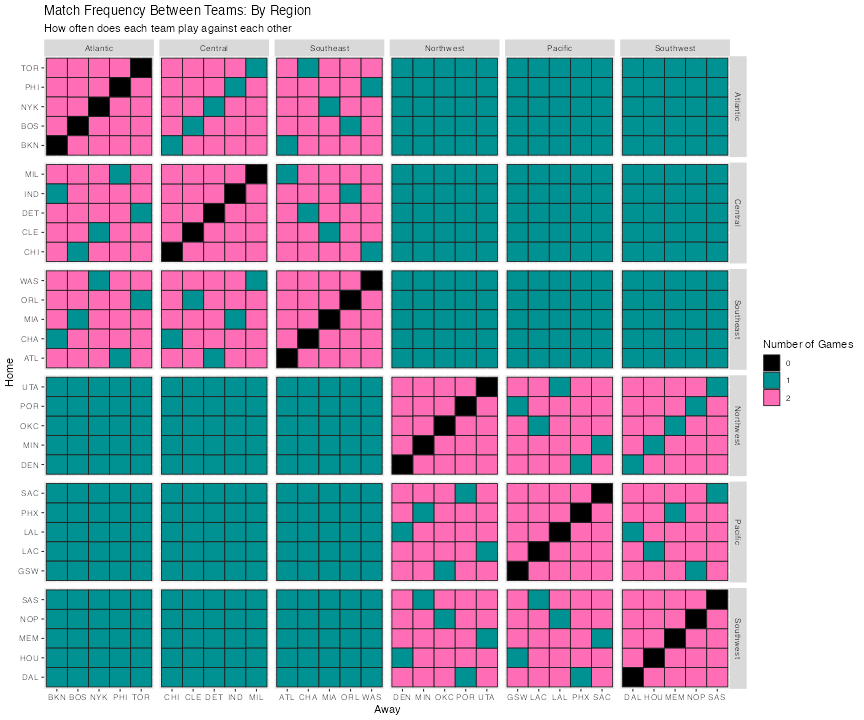 Match Frequency Between Teams: By Region
How often does each team play against each other
Atlantic Central Southeast Northwest Pacific Southwest
TOR
PHI
NYK
BOS
BKN
Atlantic
MIL
IND
DET
CLE
CHI
Central
WAS
ORL
MIA
CHA
ATL
Southeast
UTA
POR
OKC
MIN
DEN
Northwest
SAC
PHX
LAL
LAC
GSW
Pacific
SAS
NOP
MEM
HOU
DAL
Southwest
BKN BOS NYK PHI TOR CHI CLE DET IND MIL ATL CHA MIA ORL WAS DEN MIN OKC POR UTA GSW LAC LAL PHX SAC DAL HOU MEM NOP SAS
Away
Home
Number of Games
0
1
2